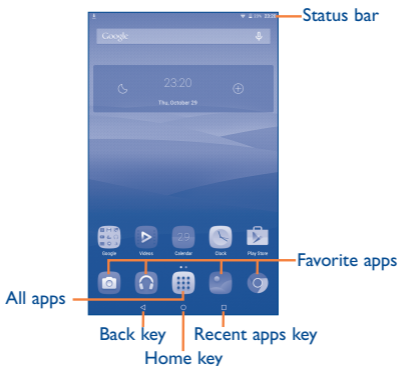 Status bar
Google
23:20
Thu, October 29
29
Google
Videos
Calendar
Clock
Play Store
Favorite apps
All apps
Back key
Recent apps key
Home key